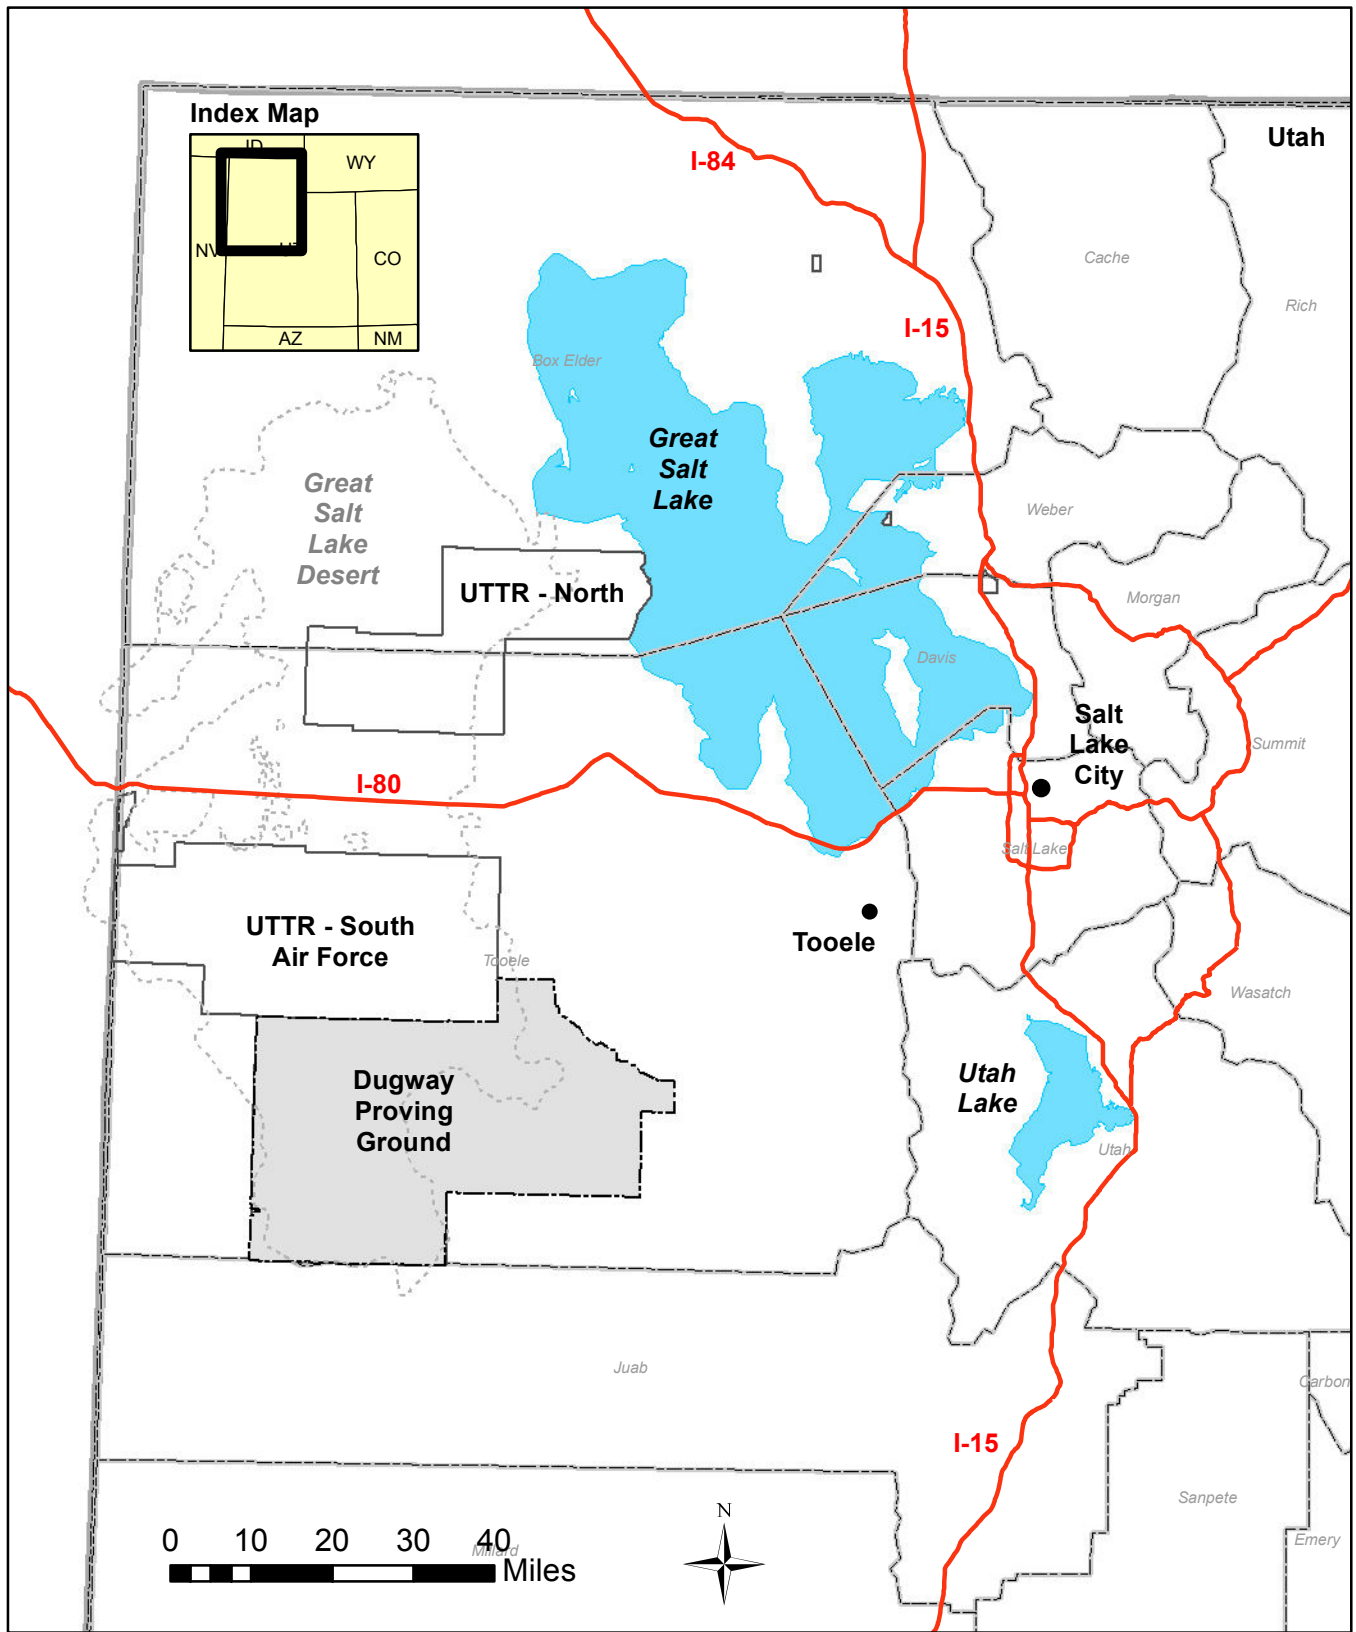 Index Map
ID
WY
NV
UT
CO
AZ
NM
Utah
I-84
Cache
Rich
I-15
Box Elder
Great
Salt
Lake
Great
Salt
Lake
Desert
Weber
UTTR - North
Morgan
Davis
Salt
Lake
City
Summit
I-80
Salt Lake
UTTR - South
Air Force
Tooele
Tooele
Wasatch
Dugway
Proving
Ground
Utah
Lake
Utah
Juab
Carbon
I-15
Sanpete
N
0 10 20 30 40
Miles
Millard
Emery